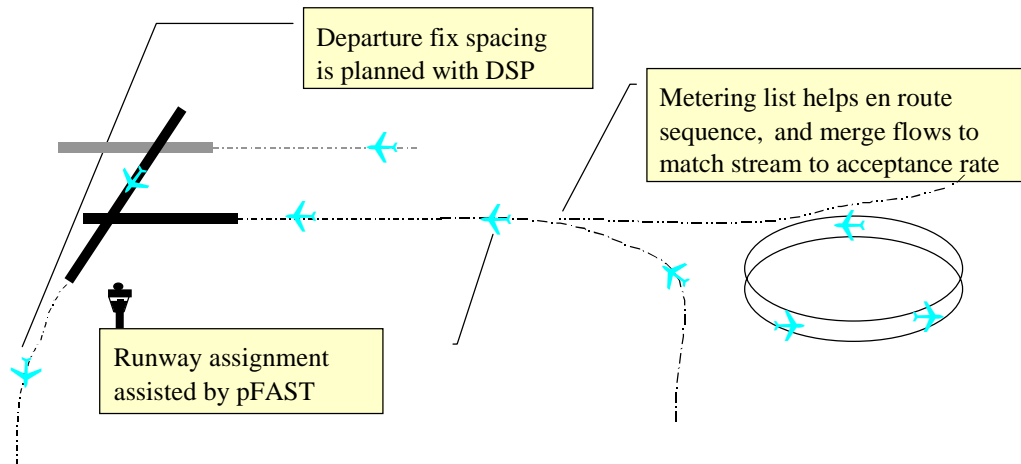 Departure fix spacing
is planned with DSP
Metering list helps en route
sequence, and merge flows to
match stream to acceptance rate
Runway assignment
assisted by pFAST